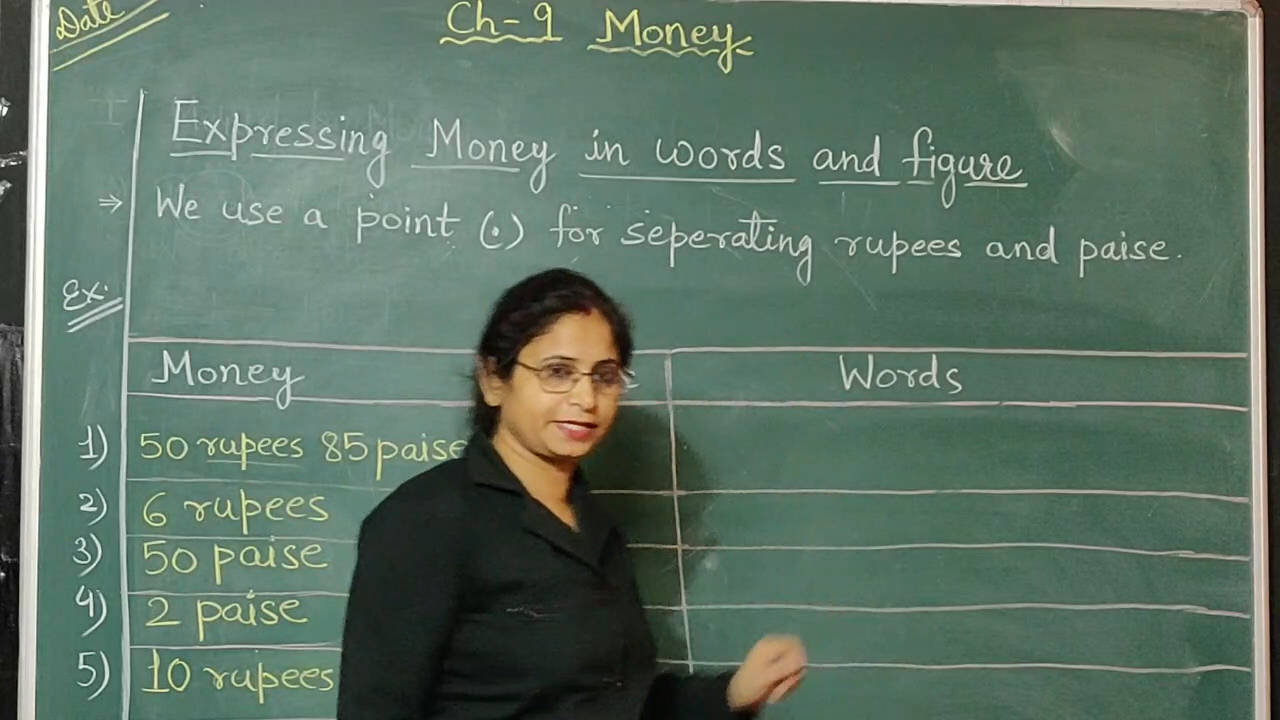 Date
Ch-9 Money
Expressing Money in words and figure
⇒ We use a point (.) for seperating rupees and paise.
Ex.
Money Words
1) 50 rupees 85 paise
2) 6 rupees
3) 50 paise
4) 2 paise
5) 10 rupees